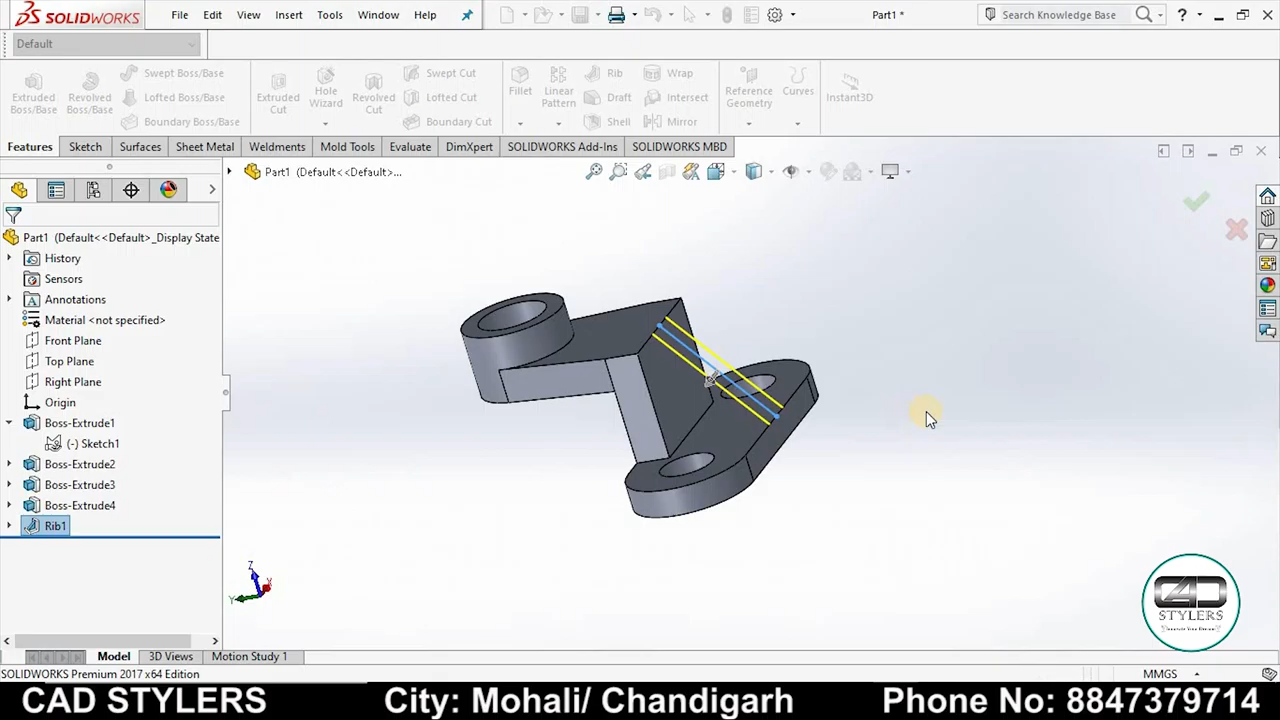 SOLIDWORKS File Edit View Insert Tools Window Help Part1 * Search Knowledge Base ?
Default
Extruded Boss/Base
Revolved Boss/Base
Swept Boss/Base
Lofted Boss/Base
Boundary Boss/Base
Extruded Cut
Hole Wizard
Revolved Cut
Swept Cut
Lofted Cut
Boundary Cut
Fillet
Linear Pattern
Rib
Draft
Shell
Wrap
Intersect
Mirror
Reference Geometry
Curves
Instant3D
Features Sketch Surfaces Sheet Metal Weldments Mold Tools Evaluate DimXpert SOLIDWORKS Add-Ins SOLIDWORKS MBD
Part1 (Default<<Default>...
Part1 (Default<<Default>_Display State
History
Sensors
Annotations
Material <not specified>
Front Plane
Top Plane
Right Plane
Origin
Boss-Extrude1
(-) Sketch1
Boss-Extrude2
Boss-Extrude3
Boss-Extrude4
Rib1
Z
X
Y
STYLERS
Model 3D Views Motion Study 1
SOLIDWORKS Premium 2017 x64 Edition MMGS
CAD STYLERS City: Mohali/ Chandigarh Phone No: 8847379714